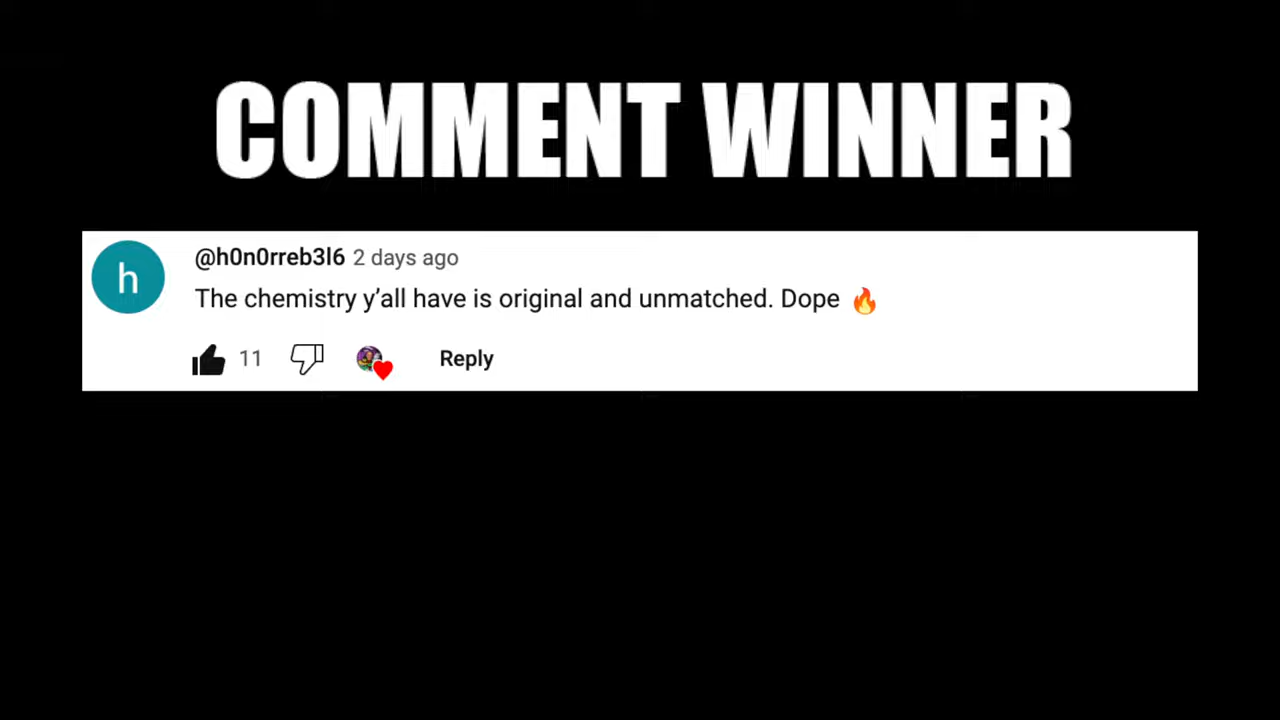 COMMENT WINNER
h
@h0n0rreb3l6 2 days ago
The chemistry y’all have is original and unmatched. Dope 🔥
11 Reply